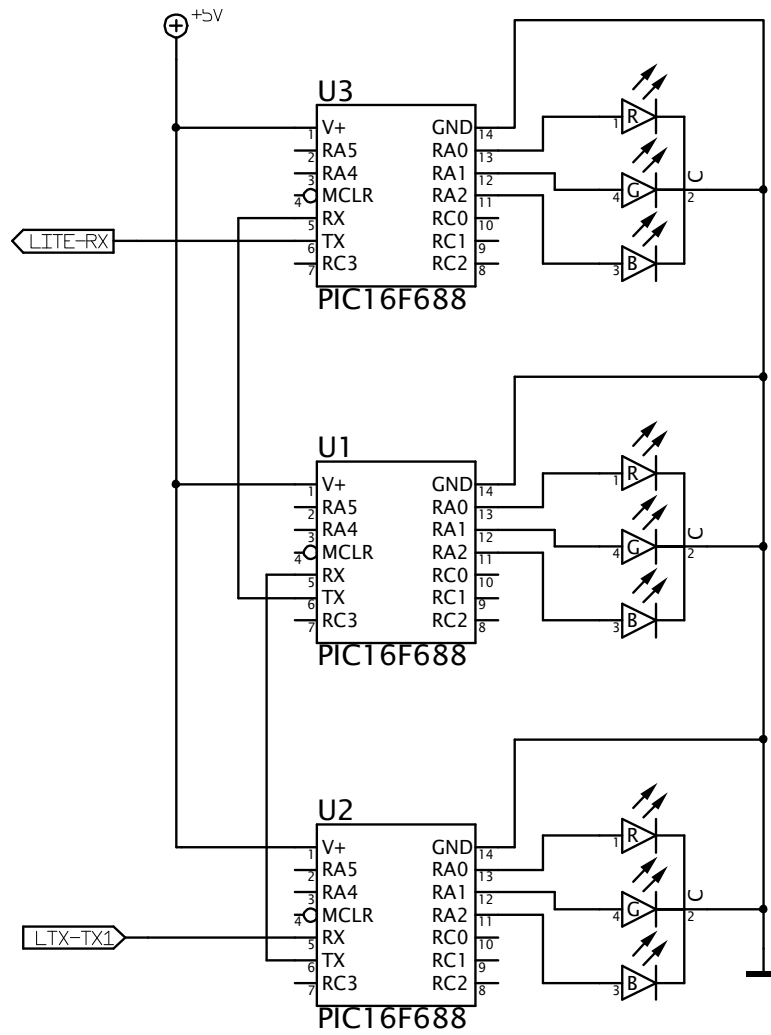 +5V
U3
V+ GND
1 14
RA5 RA0
2 13
RA4 RA1
3 12
MCLR RA2
4 11
RX RC0
5 10
TX RC1
6 9
RC3 RC2
7 8
PIC16F688
LITE-RX
1 R
4 G
3 B
C
2
U1
V+ GND
1 14
RA5 RA0
2 13
RA4 RA1
3 12
MCLR RA2
4 11
RX RC0
5 10
TX RC1
6 9
RC3 RC2
7 8
PIC16F688
1 R
4 G
3 B
C
2
U2
V+ GND
1 14
RA5 RA0
2 13
RA4 RA1
3 12
MCLR RA2
4 11
RX RC0
5 10
TX RC1
6 9
RC3 RC2
7 8
PIC16F688
LTX-TX1
1 R
4 G
3 B
C
2